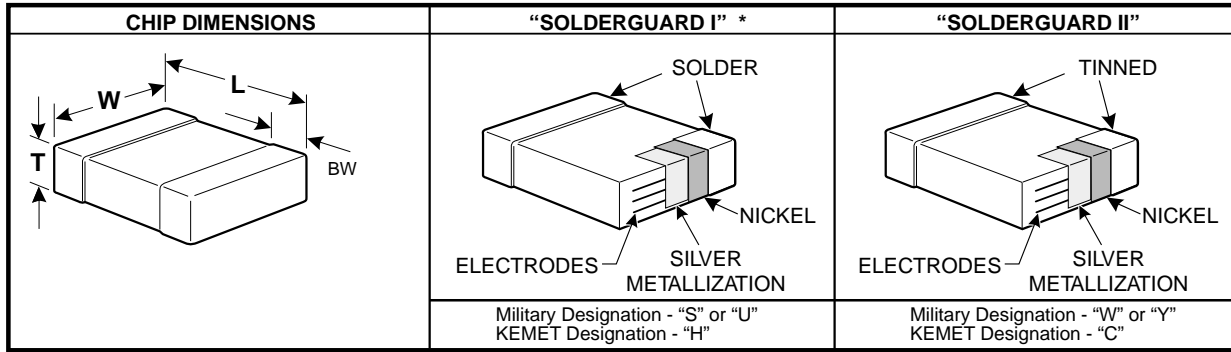 CHIP DIMENSIONS
W
L
T
BW
“SOLDERGUARD I” *
SOLDER
NICKEL
ELECTRODES
SILVER
METALLIZATION
Military Designation - “S” or “U”
KEMET Designation - “H”
“SOLDERGUARD II”
TINNED
NICKEL
ELECTRODES
SILVER
METALLIZATION
Military Designation - “W” or “Y”
KEMET Designation - “C”